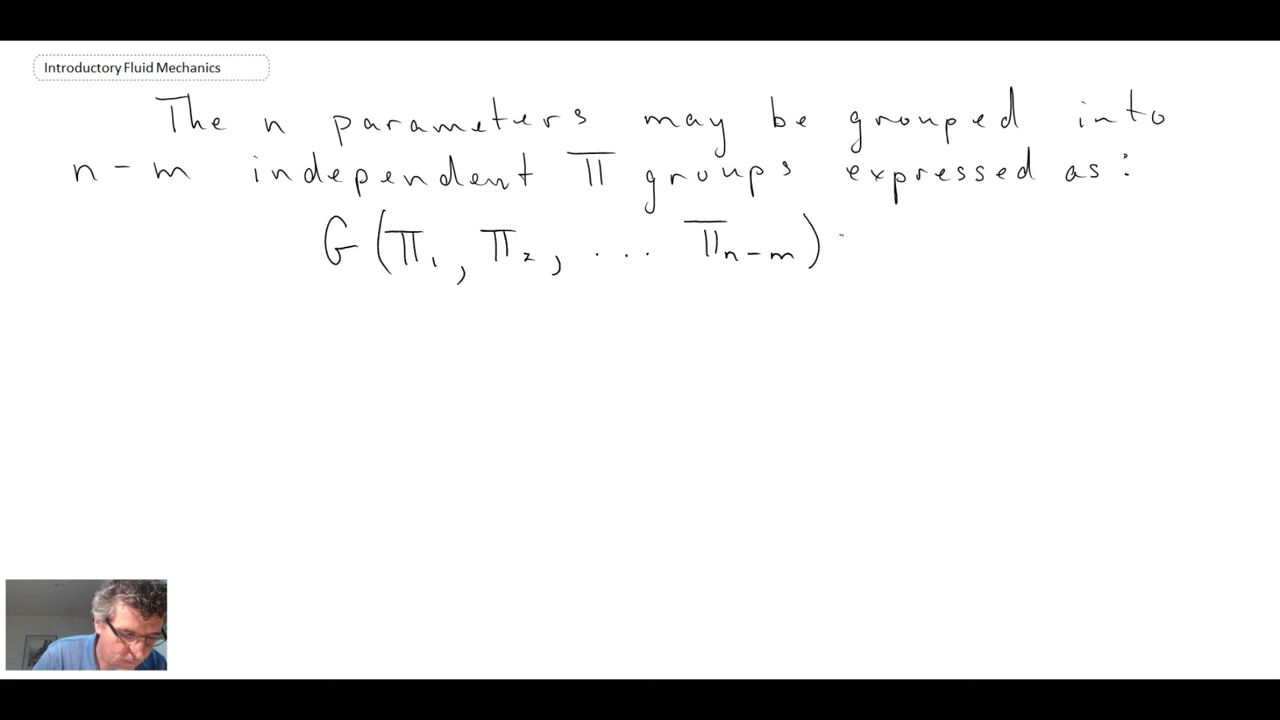 Introductory Fluid Mechanics
The n parameters may be grouped into
n-m independent π groups expressed as:
G(π₁, π₂, ... πₙ₋ₘ)